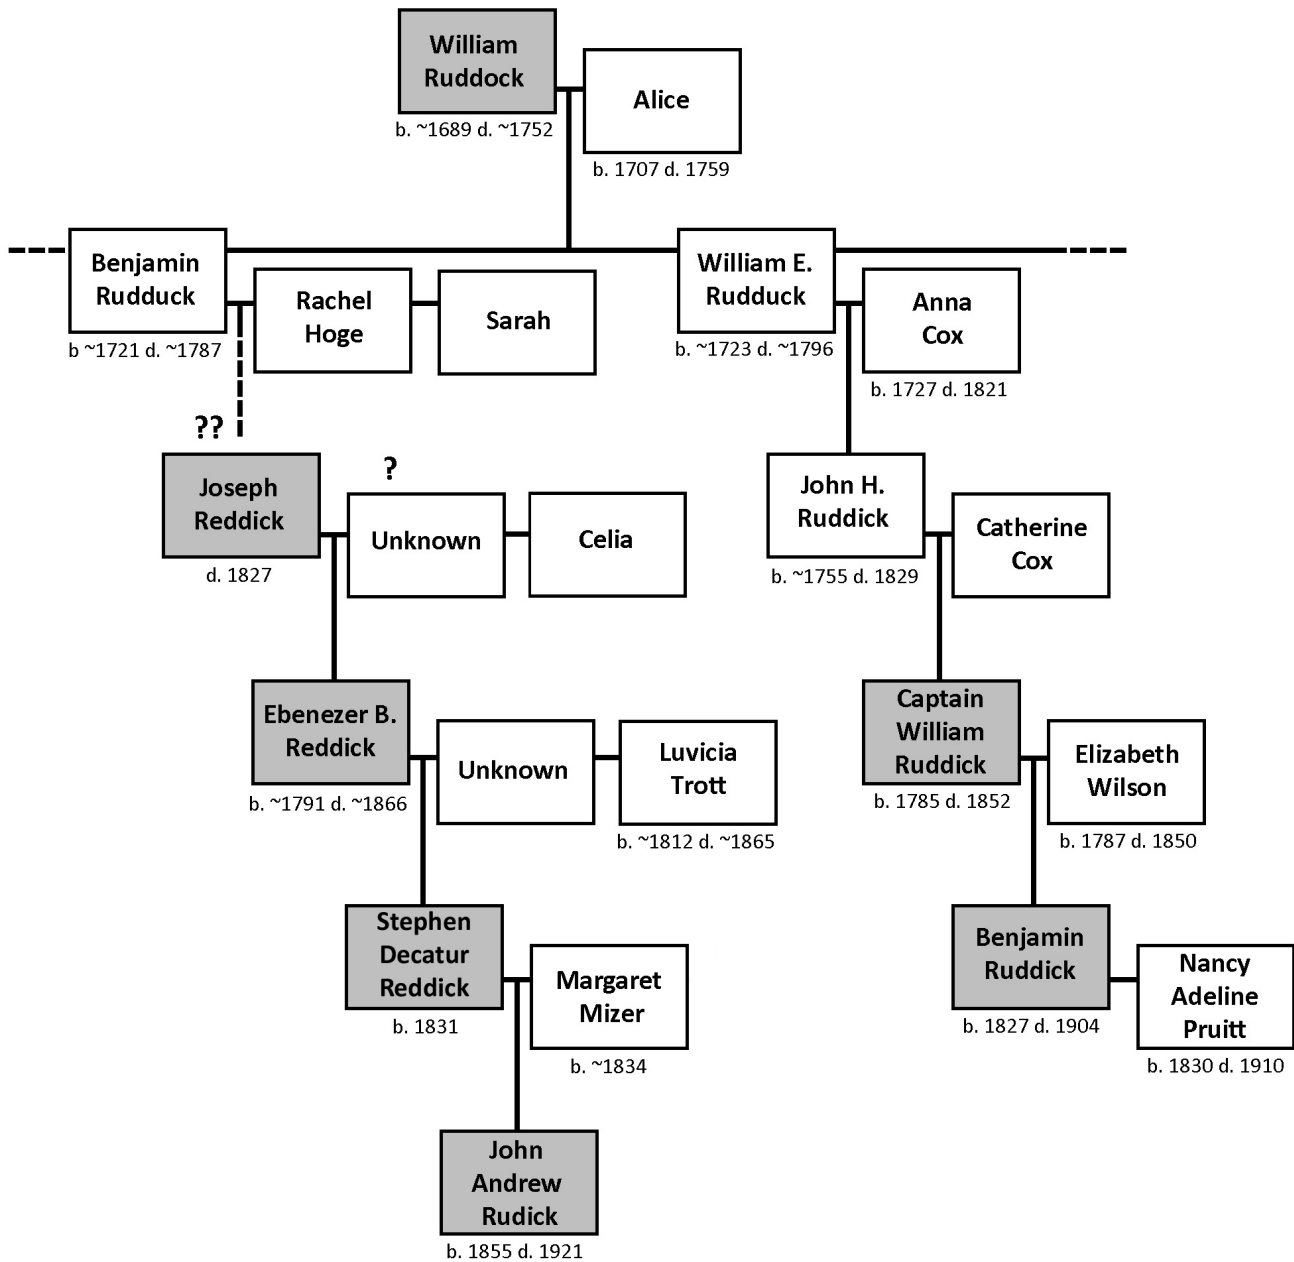 William
Ruddock
b. ~1689 d. ~1752
Alice
b. 1707 d. 1759
Benjamin
Rudduck
b ~1721 d. ~1787
Rachel
Hoge
Sarah
William E.
Rudduck
b. ~1723 d. ~1796
Anna
Cox
b. 1727 d. 1821
??
Joseph
Reddick
d. 1827
?
Unknown
Celia
John H.
Ruddick
b. ~1755 d. 1829
Catherine
Cox
Ebenezer B.
Reddick
b. ~1791 d. ~1866
Unknown
Luvicia
Trott
b. ~1812 d. ~1865
Captain
William
Ruddick
b. 1785 d. 1852
Elizabeth
Wilson
b. 1787 d. 1850
Stephen
Decatur
Reddick
b. 1831
Margaret
Mizer
b. ~1834
Benjamin
Ruddick
b. 1827 d. 1904
Nancy
Adeline
Pruitt
b. 1830 d. 1910
John
Andrew
Rudick
b. 1855 d. 1921